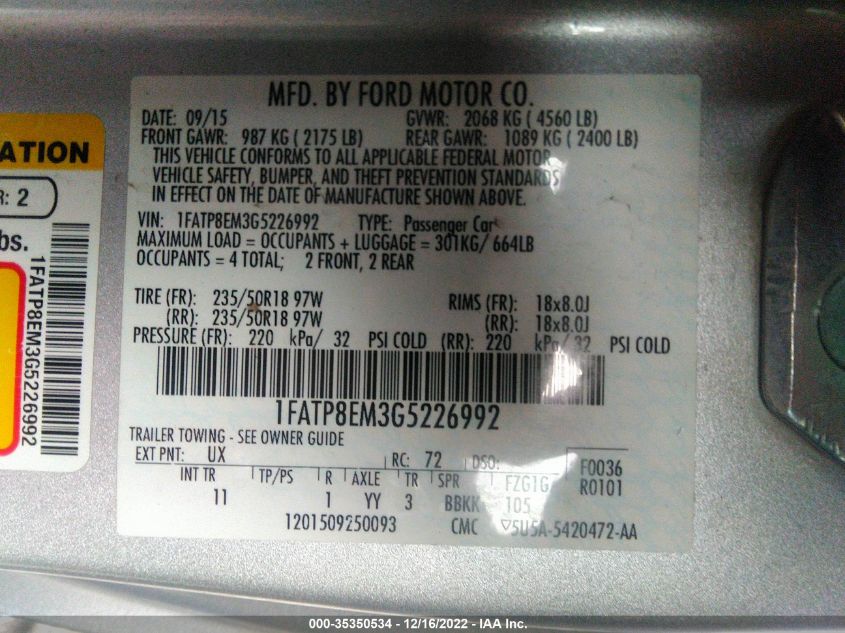 MFD. BY FORD MOTOR CO.
DATE: 09/15 GVWR: 2068 KG ( 4560 LB)
FRONT GAWR: 987 KG ( 2175 LB) REAR GAWR: 1089 KG ( 2400 LB)
THIS VEHICLE CONFORMS TO ALL APPLICABLE FEDERAL MOTOR
VEHICLE SAFETY, BUMPER, AND THEFT PREVENTION STANDARDS
IN EFFECT ON THE DATE OF MANUFACTURE SHOWN ABOVE.
VIN: 1FATP8EM3G5226992 TYPE: Passenger Car
MAXIMUM LOAD = OCCUPANTS + LUGGAGE = 301KG/ 664LB
OCCUPANTS = 4 TOTAL; 2 FRONT, 2 REAR
TIRE (FR): 235/50R18 97W RIMS (FR): 18x8.0J
(RR): 235/50R18 97W (RR): 18x8.0J
PRESSURE (FR): 220 kPa/ 32 PSI COLD (RR): 220 kPa/ 32 PSI COLD
1FATP8EM3G5226992
TRAILER TOWING - SEE OWNER GUIDE
EXT PNT: UX RC: 72 DSO: F0036
INT TR TP/PS R AXLE TR SPR FZG1G R0101
11 1 YY 3 BBKK 105
1201509250093 CMC 5U5A-5420472-AA
ATION
R: 2
bs.
1FATP8EM3G5226992
000-35350534 - 12/16/2022 - IAA Inc.